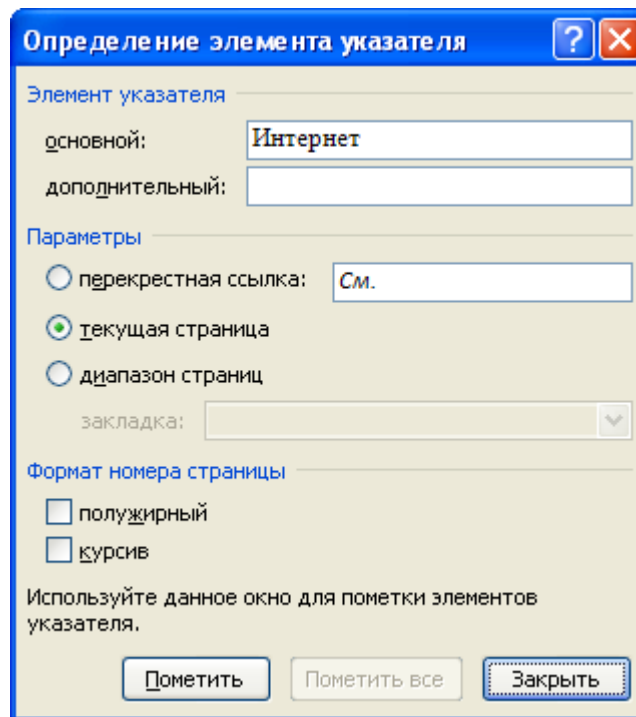 Определение элемента указателя
Элемент указателя
основной: Интернет
дополнительный:
Параметры
перекрестная ссылка: См.
текущая страница
диапазон страниц
закладка:
Формат номера страницы
полужирный
курсив
Используйте данное окно для пометки элементов
указателя.
Пометить Пометить все Закрыть